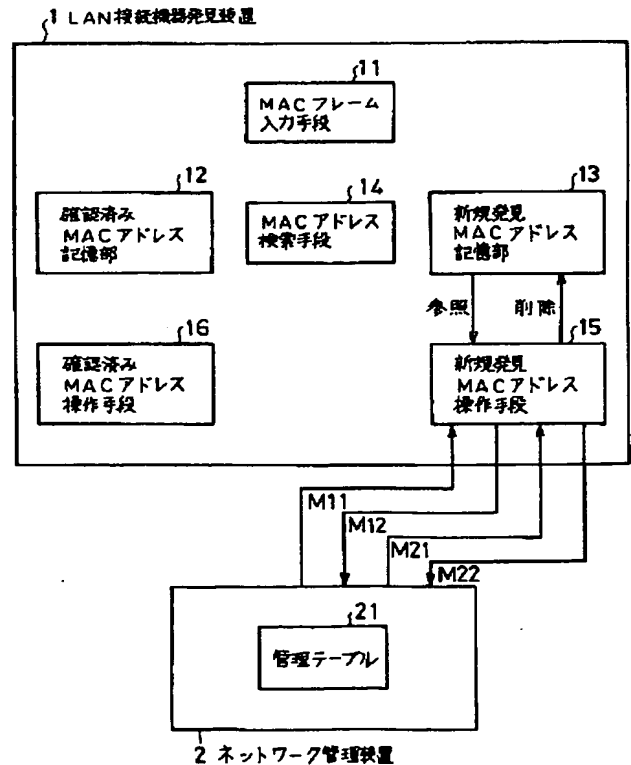 1 LAN接続機器発見装置
11
MACフレーム
入力手段
12
確認済み
MACアドレス
記憶部
14
MACアドレス
検索手段
13
新規発見
MACアドレス
記憶部
参照
削除
16
確認済み
MACアドレス
操作手段
15
新規発見
MACアドレス
操作手段
M11
M12
M21
M22
21
管理テーブル
2 ネットワーク管理装置